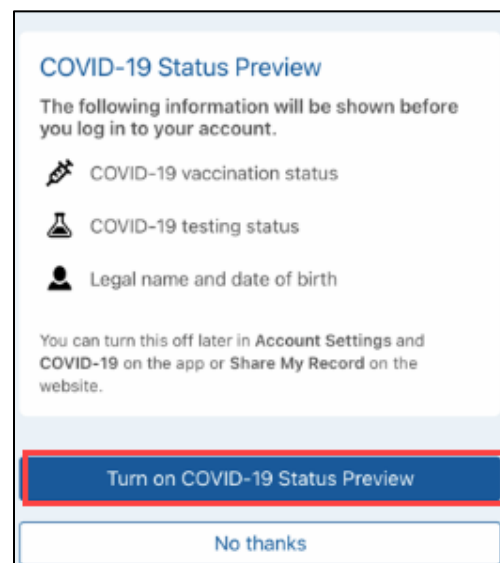 COVID-19 Status Preview
The following information will be shown before
you log in to your account.
COVID-19 vaccination status
COVID-19 testing status
Legal name and date of birth
You can turn this off later in Account Settings and
COVID-19 on the app or Share My Record on the
website.
Turn on COVID-19 Status Preview
No thanks